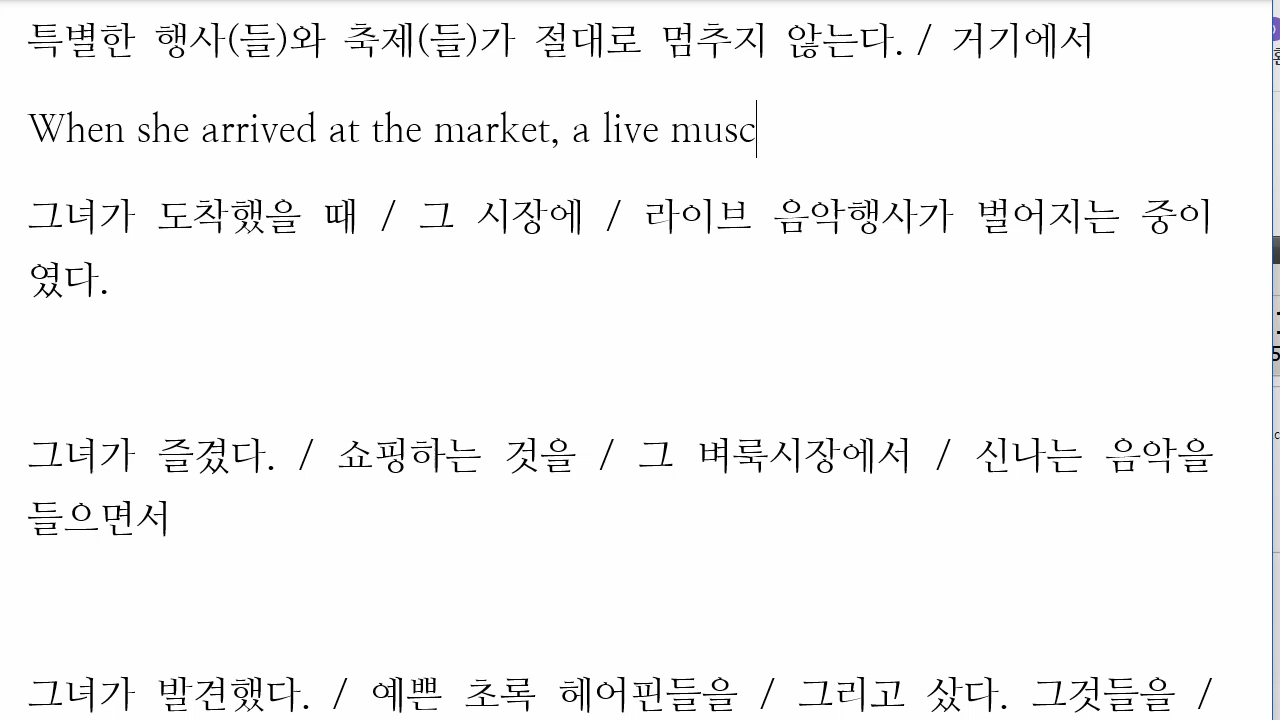 특별한 행사(들)와 축제(들)가 절대로 멈추지 않는다. / 거기에서
When she arrived at the market, a live musc
그녀가 도착했을 때 / 그 시장에 / 라이브 음악행사가 벌어지는 중이
였다.
그녀가 즐겼다. / 쇼핑하는 것을 / 그 벼룩시장에서 / 신나는 음악을
들으면서
그녀가 발견했다. / 예쁜 초록 헤어핀들을 / 그리고 샀다. 그것들을 /